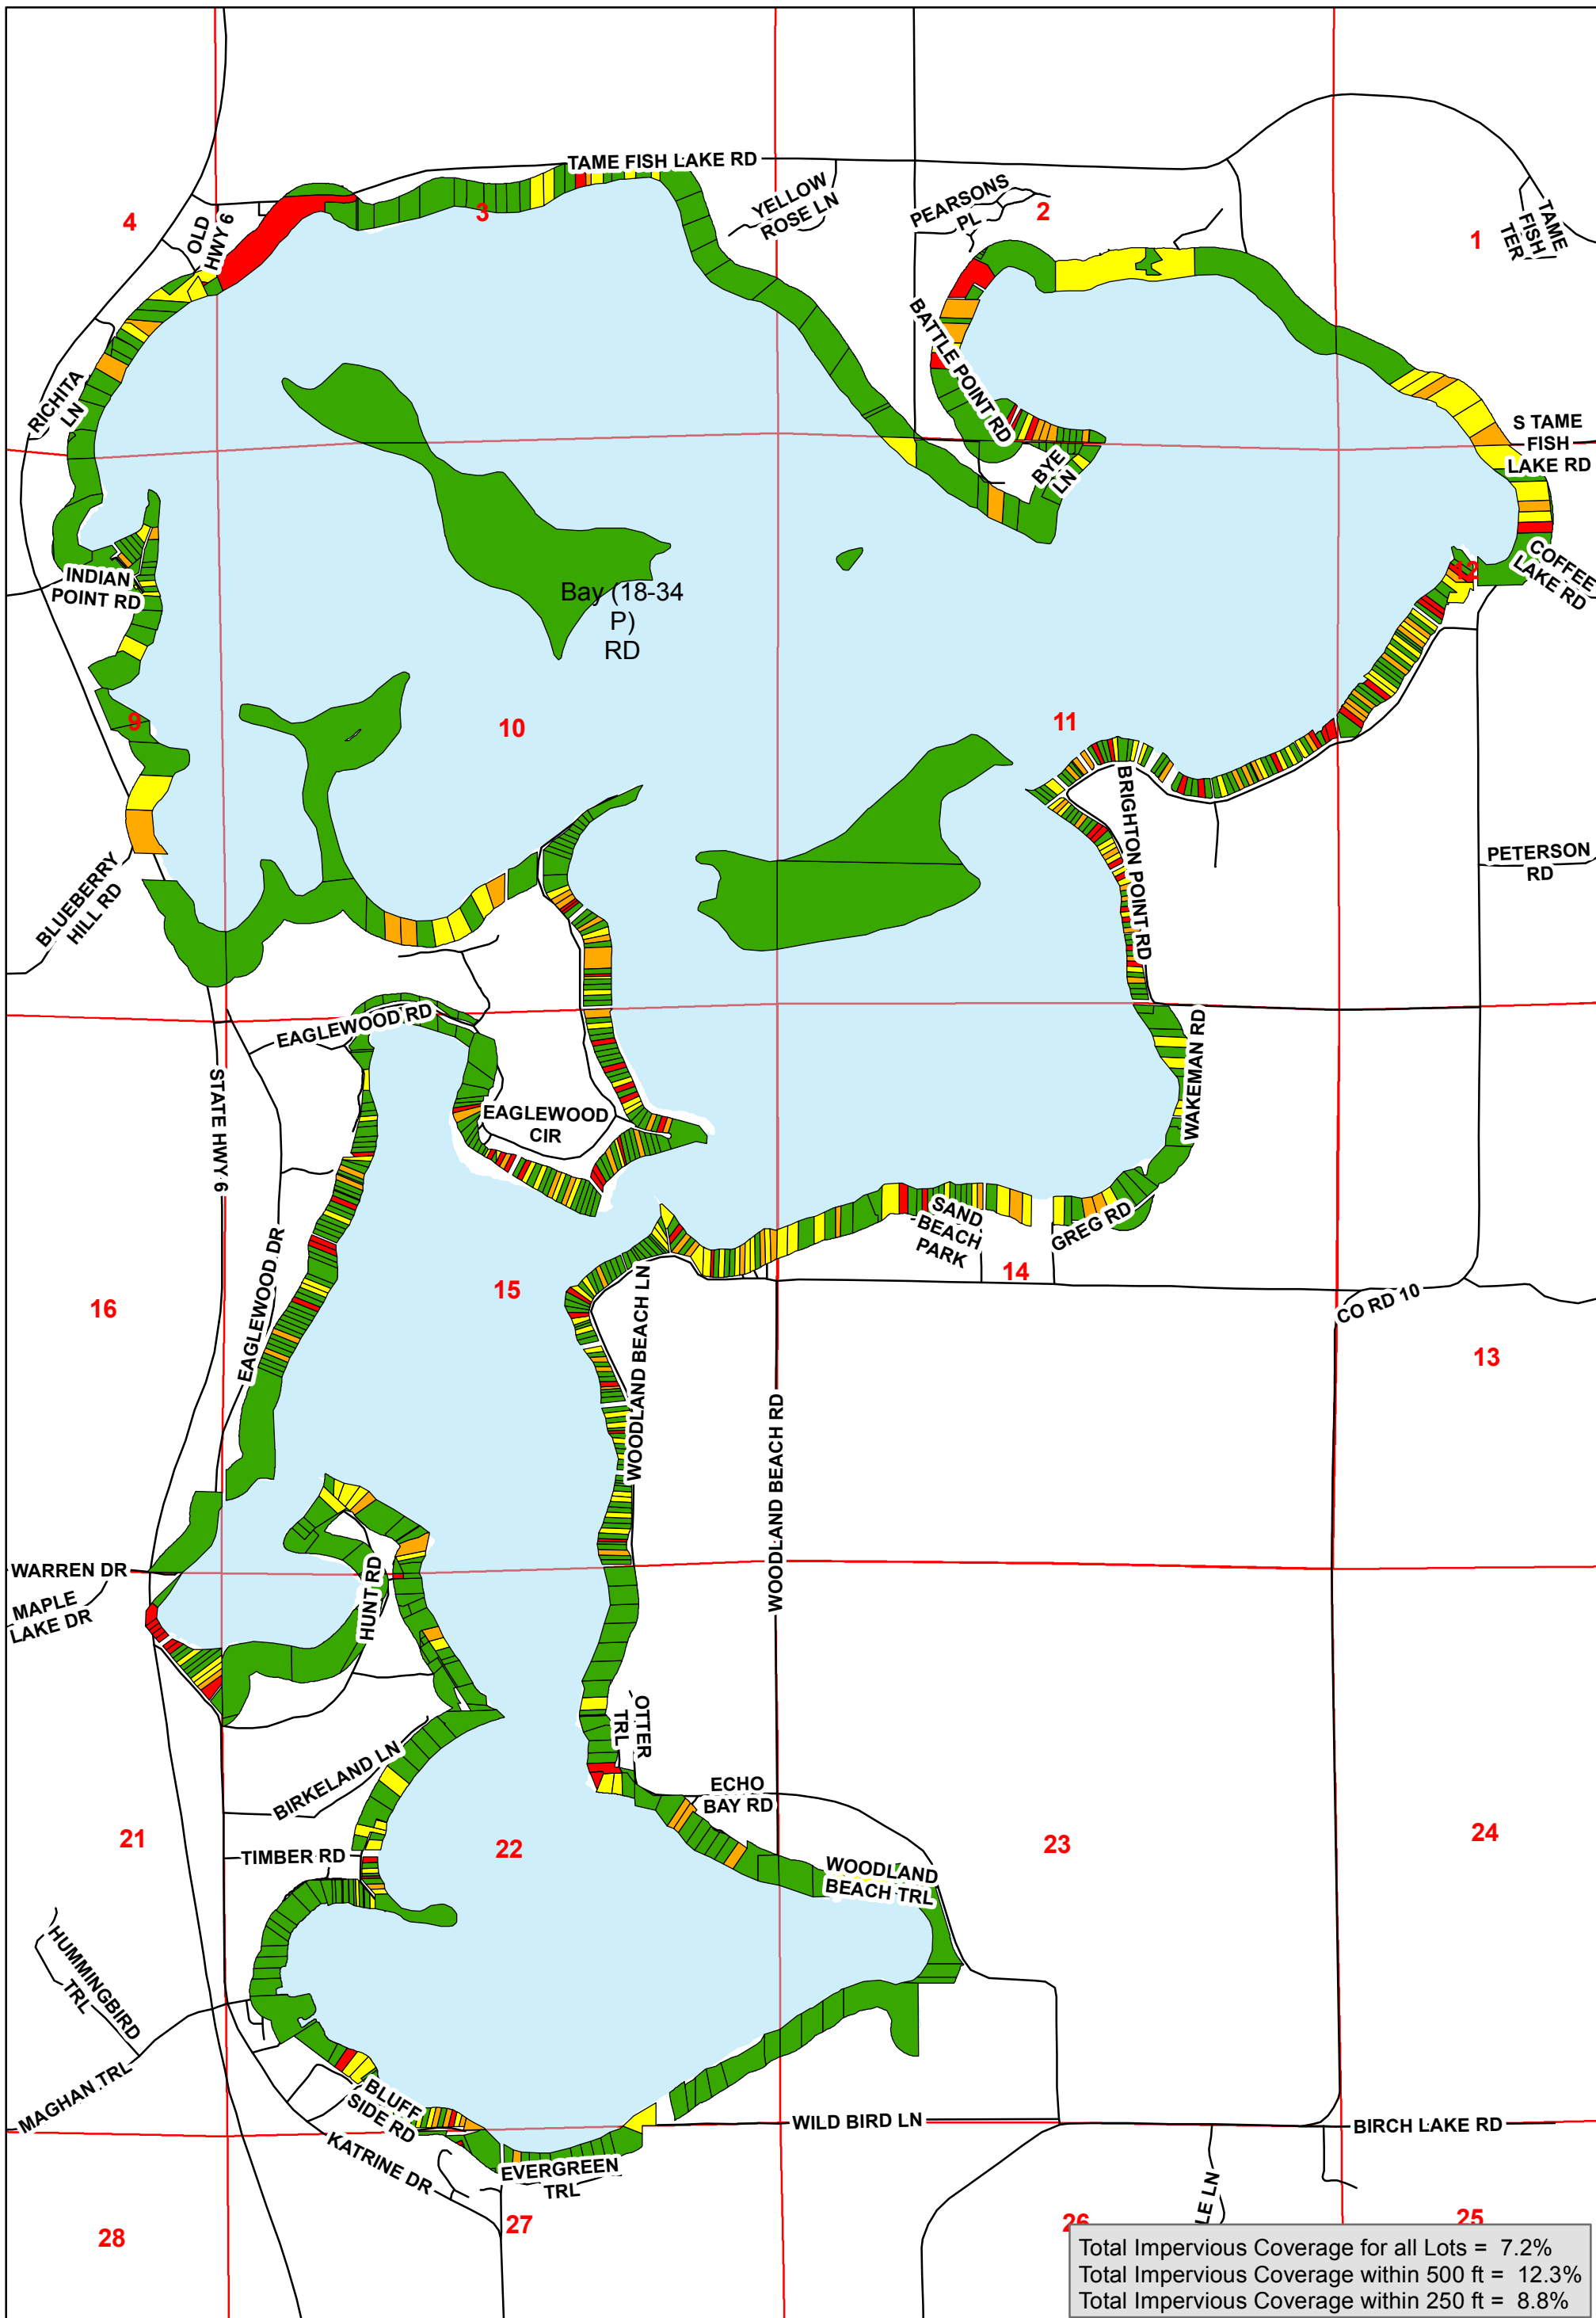 TAME FISH LAKE RD
YELLOW
ROSE LN
PEARSONS
PL
2
TAME
FISH
TER
1
4
OLD
HWY 6
3
BATTLE POINT RD
RICHITA
LN
S TAME
FISH
LAKE RD
BYE
LN
INDIAN
POINT RD
Bay (18-34
P)
RD
12
COFFEE
LAKE RD
9
10
11
BRIGHTON POINT RD
PETERSON
RD
BLUEBERRY
HILL RD
EAGLEWOOD RD
STATE HWY 6
EAGLEWOOD
CIR
WAKEMAN RD
SAND
BEACH
PARK
GREG RD
14
EAGLEWOOD DR
15
16
WOODLAND BEACH LN
CO RD 10
13
WOODLAND BEACH RD
WARREN DR
MAPLE
LAKE DR
HUNT RD
OTTER
TRL
BIRKELAND LN
ECHO
BAY RD
21
22
23
24
TIMBER RD
WOODLAND
BEACH TRL
HUMMINGBIRD
TRL
MAGHAN TRL
BLUFF
SIDE RD
WILD BIRD LN
BIRCH LAKE RD
KATRINE DR
EVERGREEN
TRL
LE LN
28
27
26
25
Total Impervious Coverage for all Lots = 7.2%
Total Impervious Coverage within 500 ft = 12.3%
Total Impervious Coverage within 250 ft = 8.8%